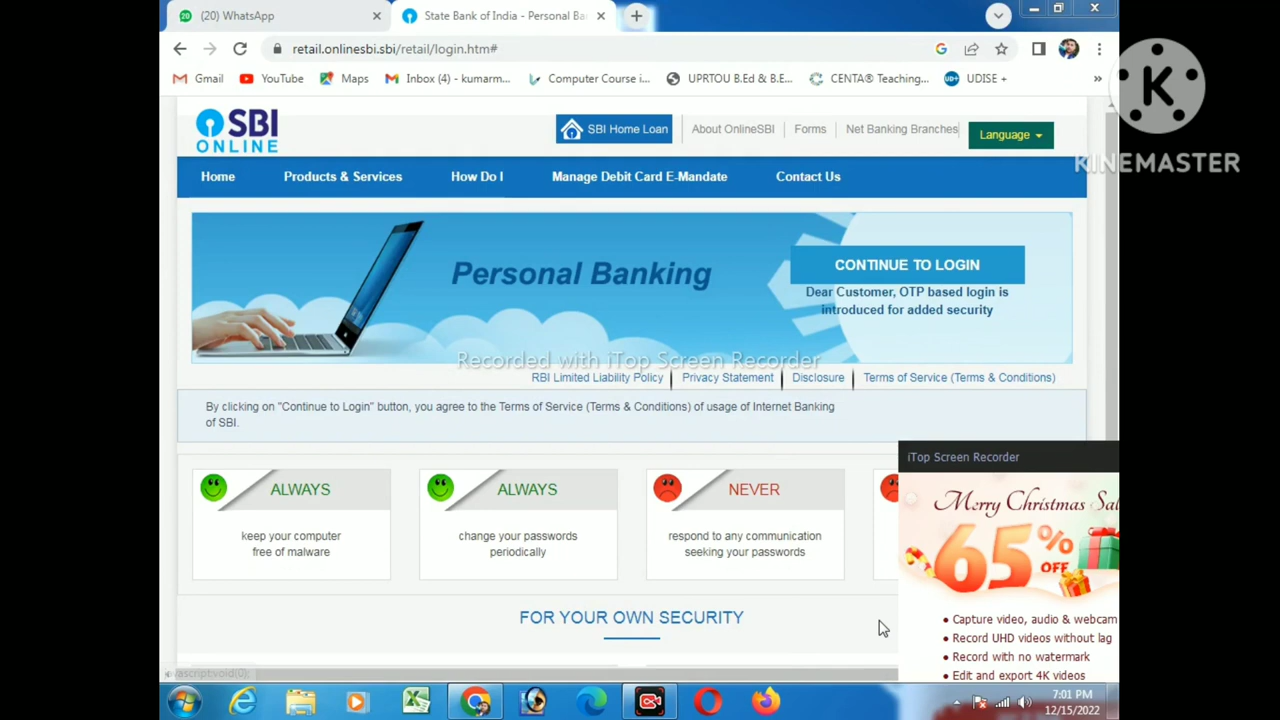 (20) WhatsApp
State Bank of India - Personal Ba
retail.onlinesbi.sbi/retail/login.htm#
Gmail
YouTube
Maps
Inbox (4) - kumarm...
Computer Course i...
UPRTOU B.Ed & B.E...
CENTA® Teaching...
UDISE +
»
K
KINEMASTER
SBI
ONLINE
SBI Home Loan
About OnlineSBI
Forms
Net Banking Branches
Language
Home
Products & Services
How Do I
Manage Debit Card E-Mandate
Contact Us
Personal Banking
CONTINUE TO LOGIN
Dear Customer, OTP based login is
introduced for added security
Recorded with iTop Screen Recorder
RBI Limited Liability Policy
Privacy Statement
Disclosure
Terms of Service (Terms & Conditions)
By clicking on "Continue to Login" button, you agree to the Terms of Service (Terms & Conditions) of usage of Internet Banking
of SBI.
ALWAYS
keep your computer
free of malware
ALWAYS
change your passwords
periodically
NEVER
respond to any communication
seeking your passwords
FOR YOUR OWN SECURITY
iTop Screen Recorder
Merry Christmas Sal
65% OFF
• Capture video, audio & webcam
• Record UHD videos without lag
• Record with no watermark
• Edit and export 4K videos
7:01 PM
12/15/2022